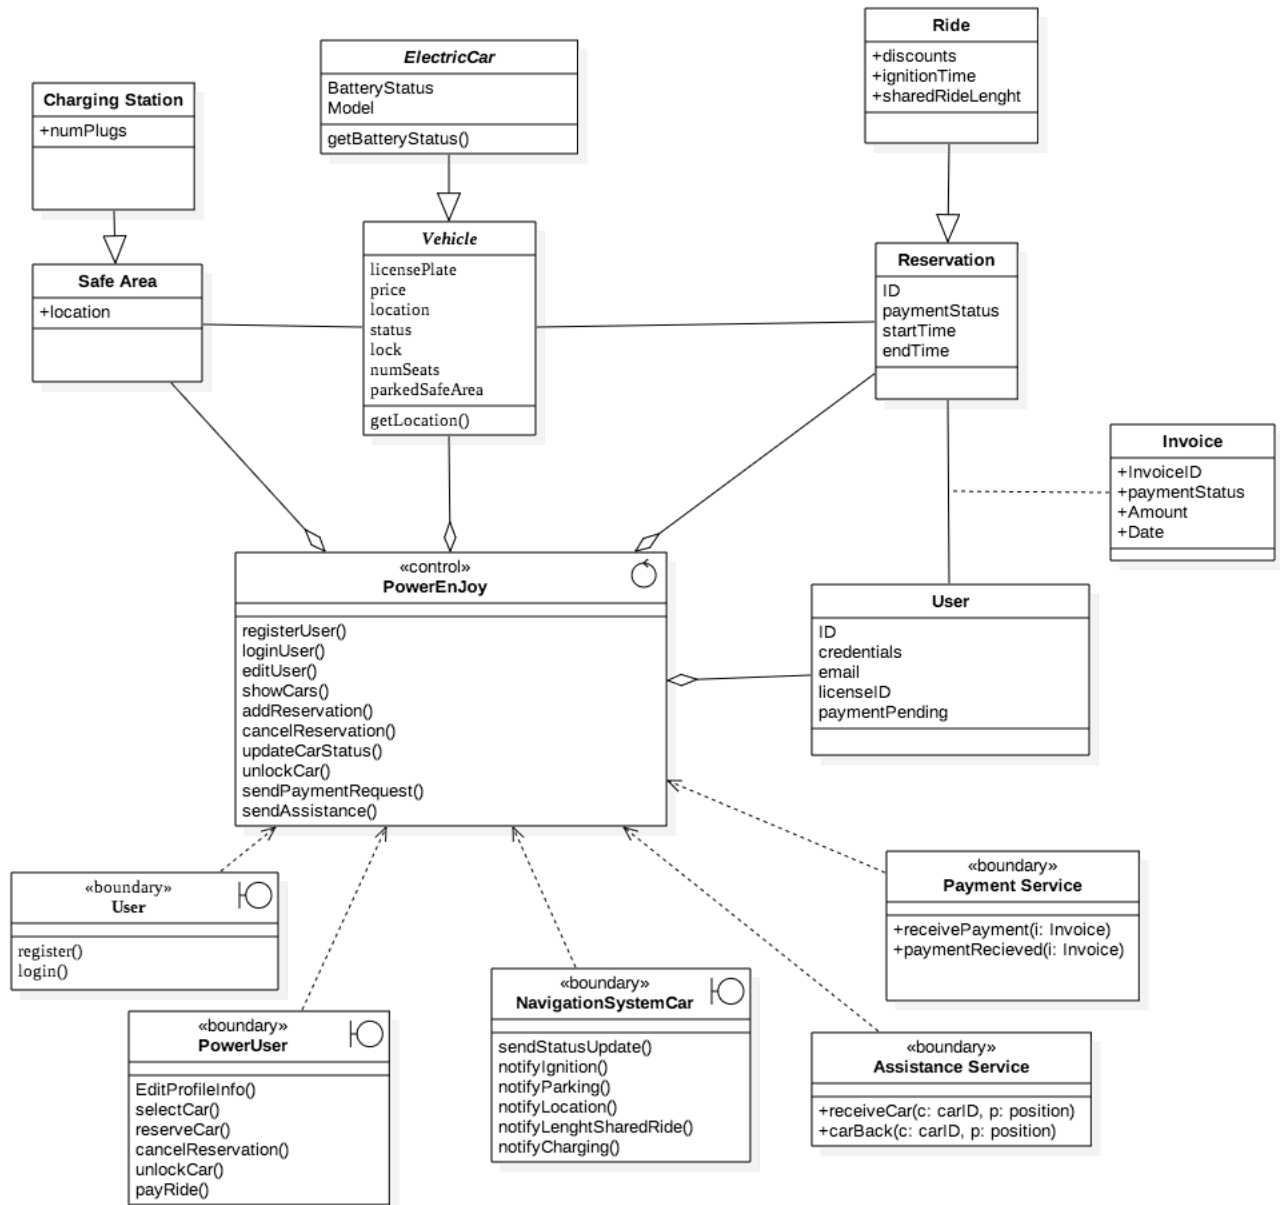 Ride
+discounts
+ignitionTime
+sharedRideLenght
ElectricCar
BatteryStatus
Model
getBatteryStatus()
Charging Station
+numPlugs
Vehicle
licensePlate
price
location
status
lock
numSeats
parkedSafeArea
getLocation()
Reservation
ID
paymentStatus
startTime
endTime
Safe Area
+location
Invoice
+InvoiceID
+paymentStatus
+Amount
+Date
«control»
PowerEnJoy
registerUser()
loginUser()
editUser()
showCars()
addReservation()
cancelReservation()
updateCarStatus()
unlockCar()
sendPaymentRequest()
sendAssistance()
User
ID
credentials
email
licenseID
paymentPending
«boundary»
User
register()
login()
«boundary»
PowerUser
EditProfileInfo()
selectCar()
reserveCar()
cancelReservation()
unlockCar()
payRide()
«boundary»
NavigationSystemCar
sendStatusUpdate()
notifyIgnition()
notifyParking()
notifyLocation()
notifyLenghtSharedRide()
notifyCharging()
«boundary»
Payment Service
+receivePayment(i: Invoice)
+paymentRecieved(i: Invoice)
«boundary»
Assistance Service
+receiveCar(c: carID, p: position)
+carBack(c: carID, p: position)